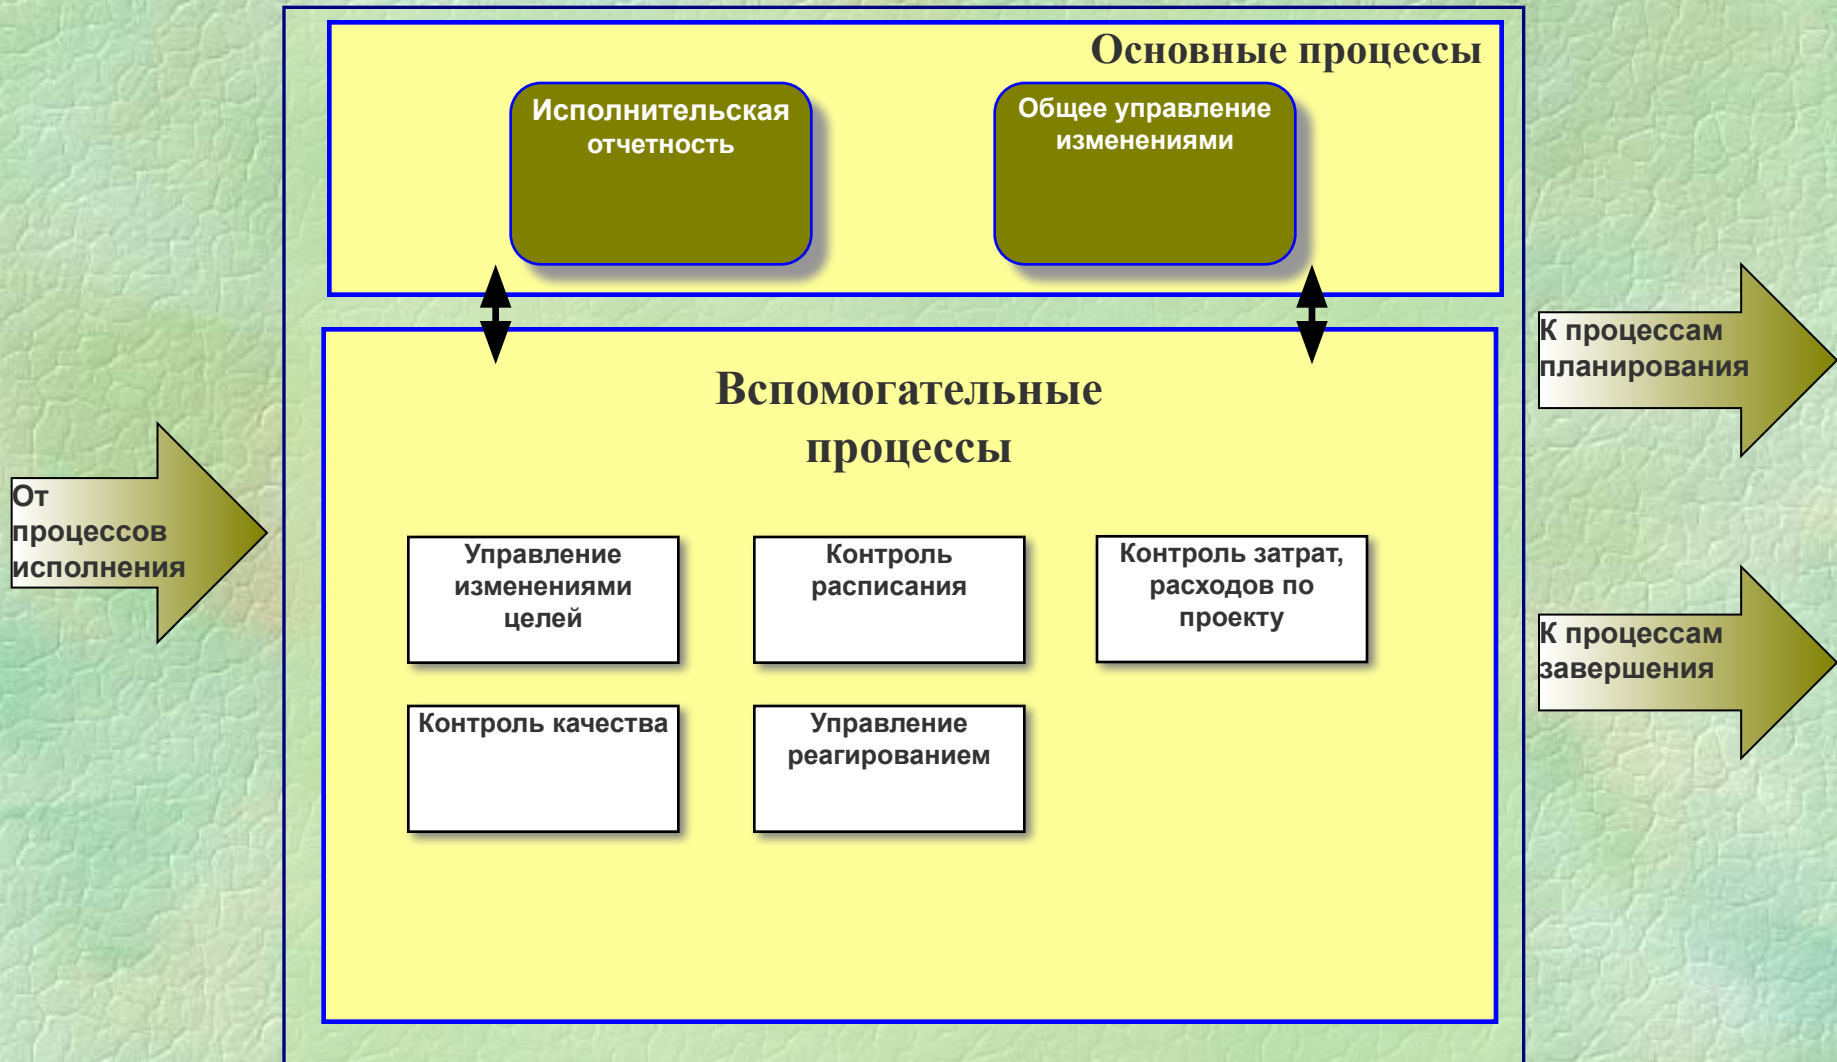 Основные процессы
Исполнительская
отчетность
Общее управление
изменениями
Вспомогательные
процессы
От
процессов
исполнения
Управление
изменениями
целей
Контроль
расписания
Контроль затрат,
расходов по
проекту
Контроль качества
Управление
реагированием
К процессам
планирования
К процессам
завершения